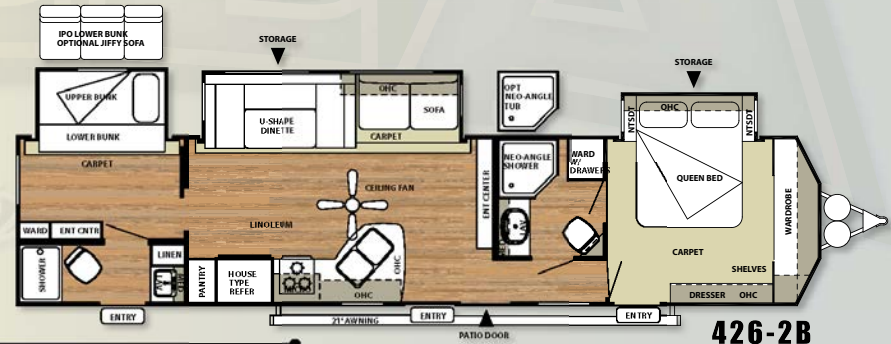 IPO LOWER BUNK
OPTIONAL JIFFY SOFA
STORAGE
STORAGE
UPPER BUNK
LOWER BUNK
CARPET
U-SHAPE
DINETTE
OHC
SOFA
CARPET
OPT
NEO-ANGLE
TUB
NEO-ANGLE
SHOWER
WARD
W/
DRAWERS
NTSDT
OHC
NTSDT
QUEEN BED
WARDROBE
CEILING FAN
ENT CENTER
LINOLEUM
LAV
CARPET
SHELVES
DRESSER OHC
WARD
ENT CNTR
SHOWER
LINEN
LAV
PANTRY
HOUSE
TYPE
REFER
MICRO
OHC
OHC
ENTRY
21' AWNING
ENTRY
PATIO DOOR
ENTRY
426-2B